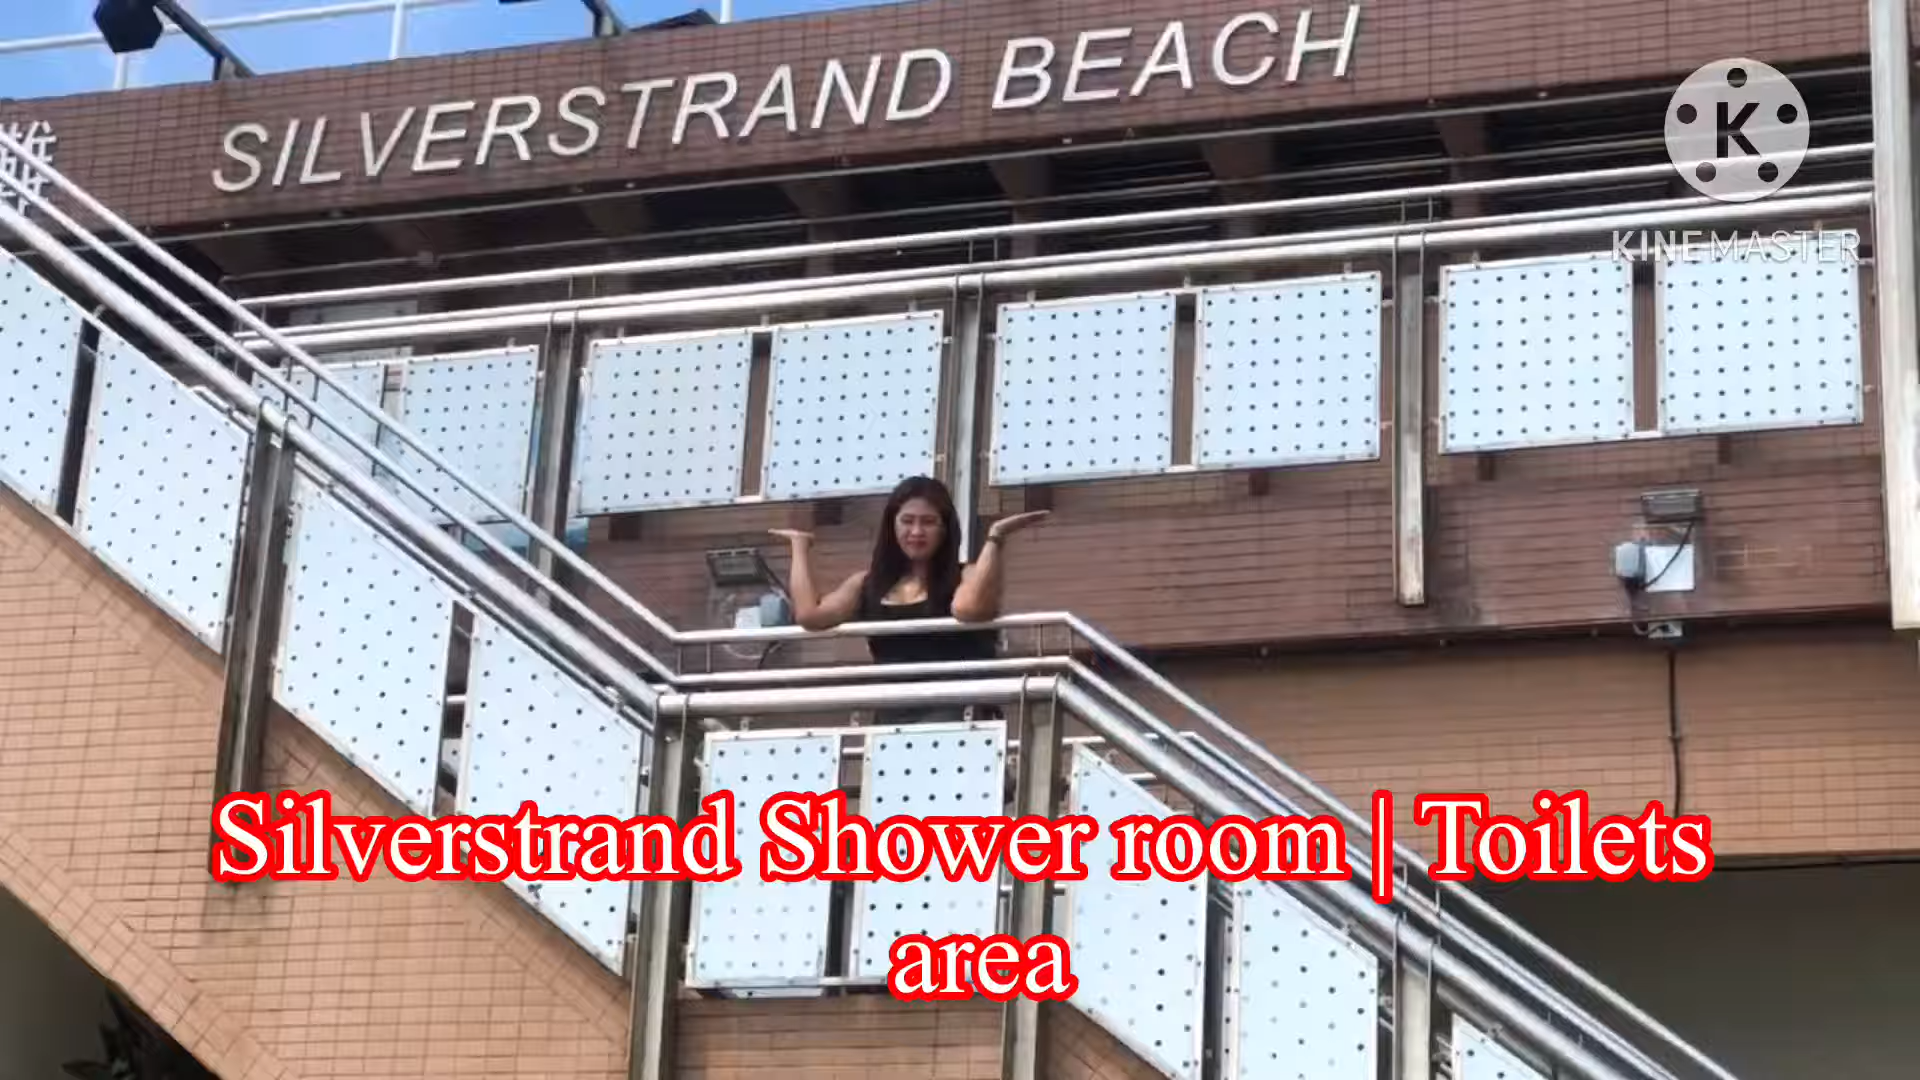 SILVERSTRAND BEACH
K
KINEMASTER
Silverstrand Shower room | Toilets
area